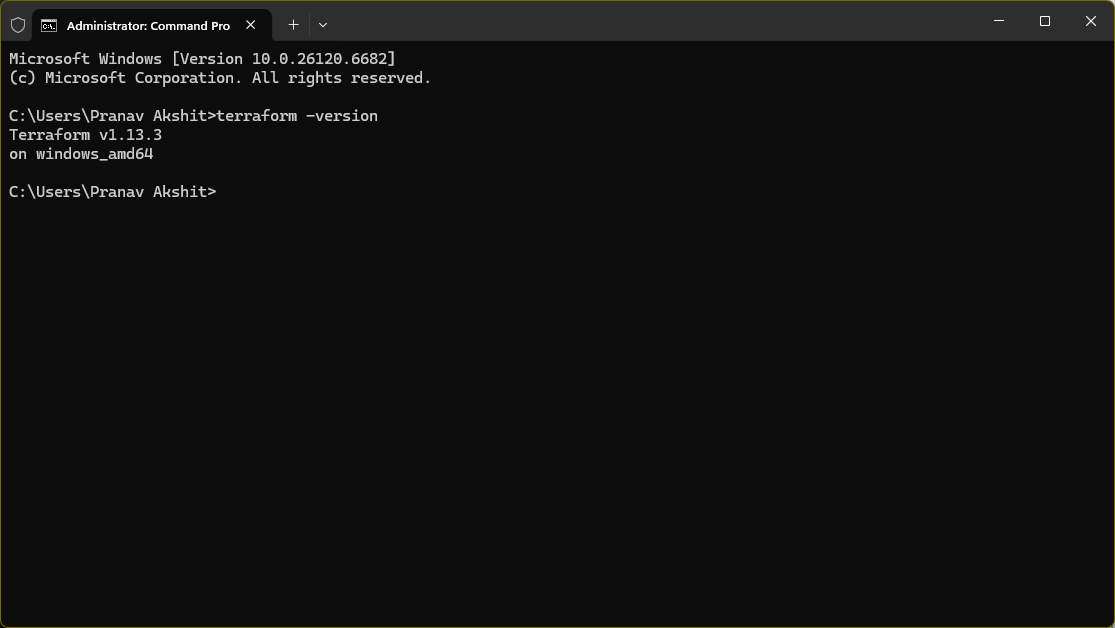 Administrator: Command Pro
Microsoft Windows [Version 10.0.26120.6682]
(c) Microsoft Corporation. All rights reserved.
C:\Users\Pranav Akshit>terraform -version
Terraform v1.13.3
on windows_amd64
C:\Users\Pranav Akshit>